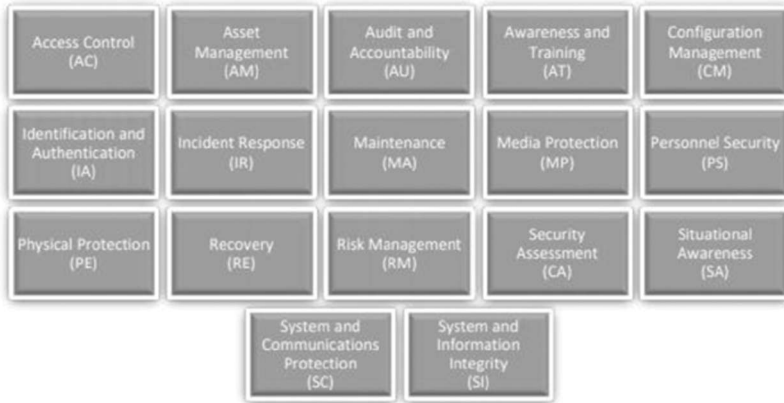 Access Control
(AC)
Asset
Management
(AM)
Audit and
Accountability
(AU)
Awareness and
Training
(AT)
Configuration
Management
(CM)
Identification and
Authentication
(IA)
Incident Response
(IR)
Maintenance
(MA)
Media Protection
(MP)
Personnel Security
(PS)
Physical Protection
(PE)
Recovery
(RE)
Risk Management
(RM)
Security
Assessment
(CA)
Situational
Awareness
(SA)
System and
Communications
Protection
(SC)
System and
Information
Integrity
(SI)